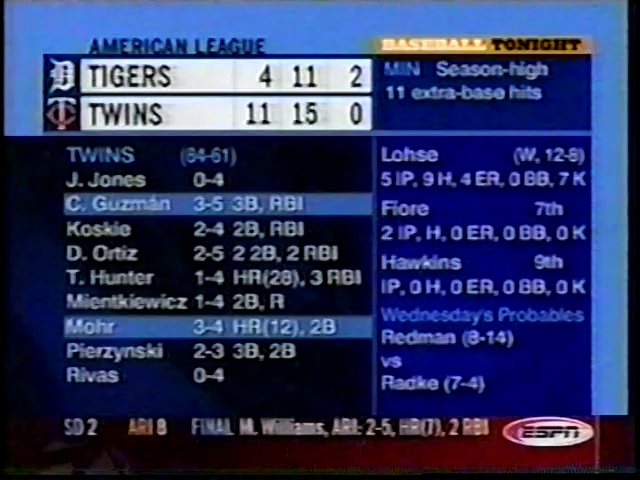 AMERICAN LEAGUE
BASEBALL TONIGHT
TIGERS 4 11 2
TWINS 11 15 0
MIN Season-high
11 extra-base hits
TWINS (84-61)
J. Jones 0-4
C. Guzmán 3-5 3B, RBI
Koskie 2-4 2B, RBI
D. Ortiz 2-5 2 2B, 2 RBI
T. Hunter 1-4 HR(28), 3 RBI
Mientkiewicz 1-4 2B, R
Mohr 3-4 HR(12), 2B
Pierzynski 2-3 3B, 2B
Rivas 0-4
Lohse (W, 12-8)
5 IP, 9 H, 4 ER, 0 BB, 7 K
Fiore 7th
2 IP, H, 0 ER, 0 BB, 0 K
Hawkins 9th
IP, 0 H, 0 ER, 0 BB, 0 K
Wednesday's Probables
Redman (8-14)
vs
Radke (7-4)
SD 2 ARI 8 FINAL M. Williams, ARI: 2-5, HR(7), 2 RBI
ESPN